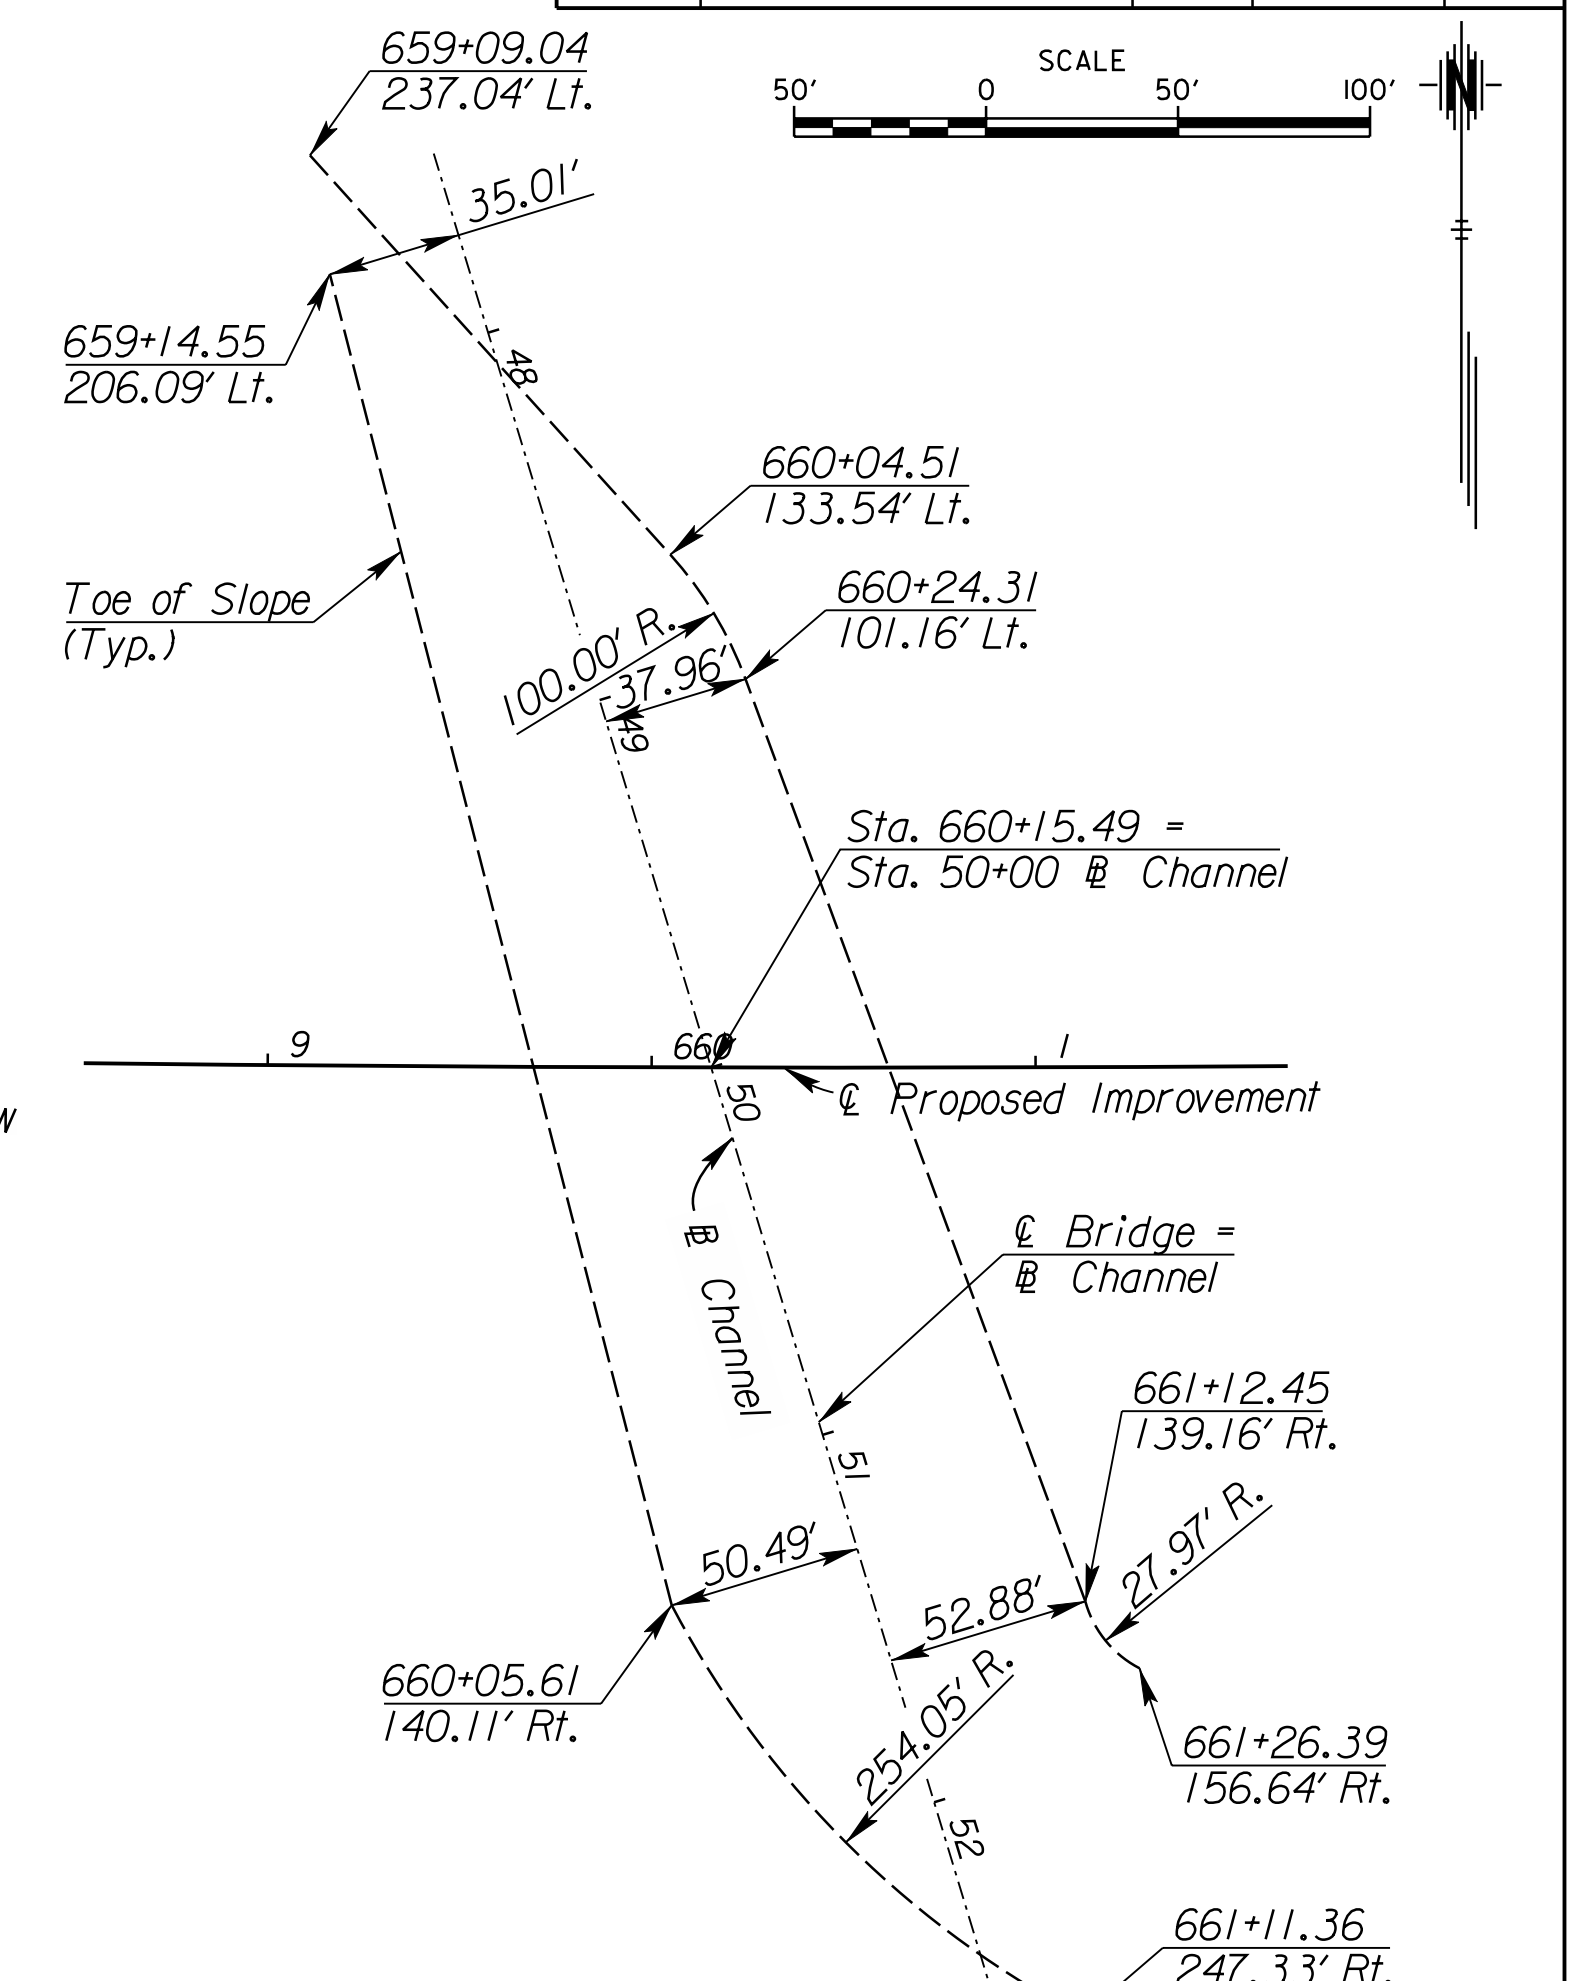 659+09.04
237.04' Lt.
SCALE
50' 0 50' 100'
N
35.01'
659+14.55
206.09' Lt.
48
660+04.51
133.54' Lt.
Toe of Slope
(Typ.)
660+24.31
101.16' Lt.
100.00' R.
37.96'
49
Sta. 660+15.49 =
Sta. 50+00 ⅊ Channel
9 660 1
50
℄ Proposed Improvement
W
⅊ Channel
℄ Bridge =
⅊ Channel
661+12.45
139.16' Rt.
51
27.97' R.
50.49'
52.88'
660+05.61
140.11' Rt.
254.05' R.
661+26.39
156.64' Rt.
52
661+11.36
247.33' Rt.